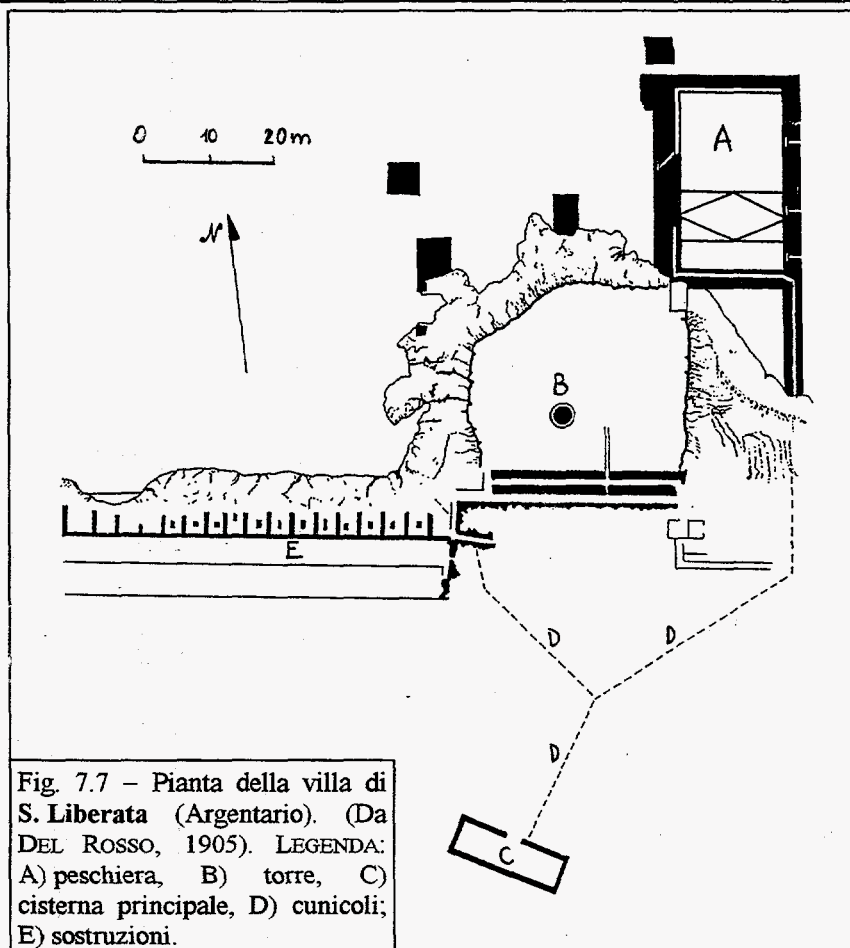 A
0 10 20m
N
B
E
D D
D
C
Fig. 7.7 – Pianta della villa di
S. Liberata (Argentario). (Da
DEL ROSSO, 1905). LEGENDA:
A) peschiera, B) torre, C)
cisterna principale, D) cunicoli;
E) sostruzioni.